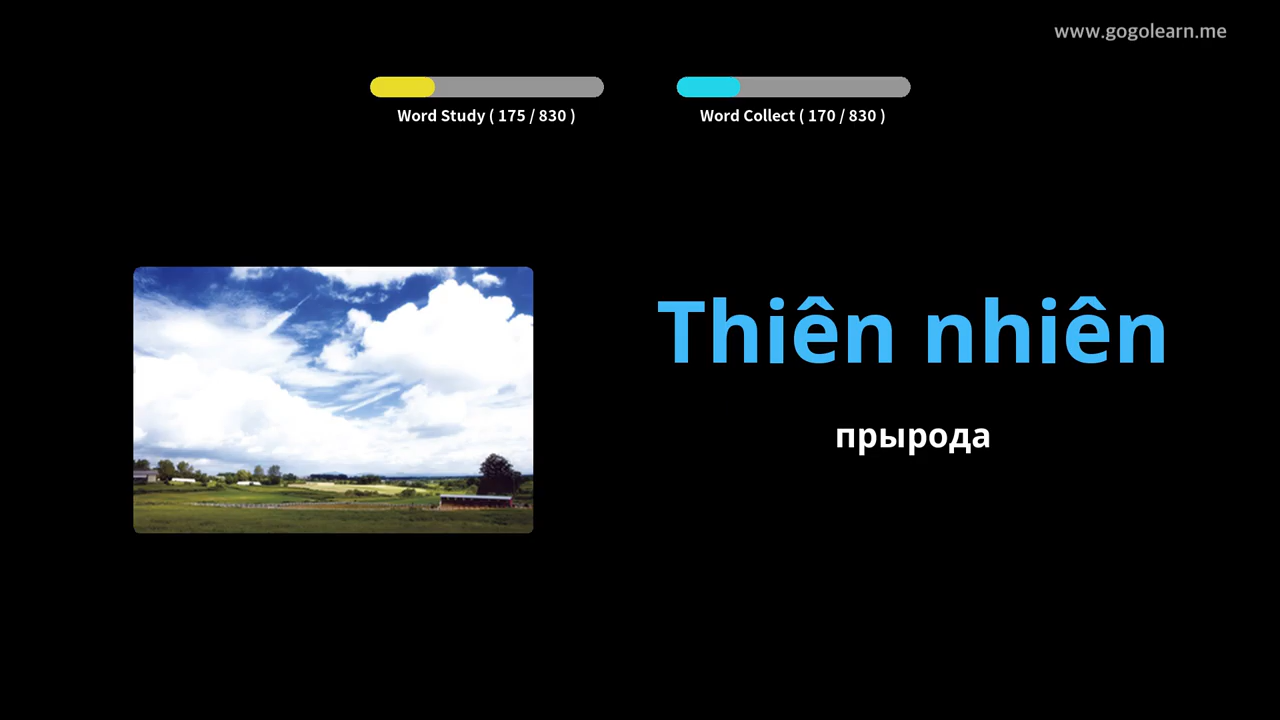 www.gogolearn.me
Word Study ( 175 / 830 )
Word Collect ( 170 / 830 )
Thiên nhiên
прырода